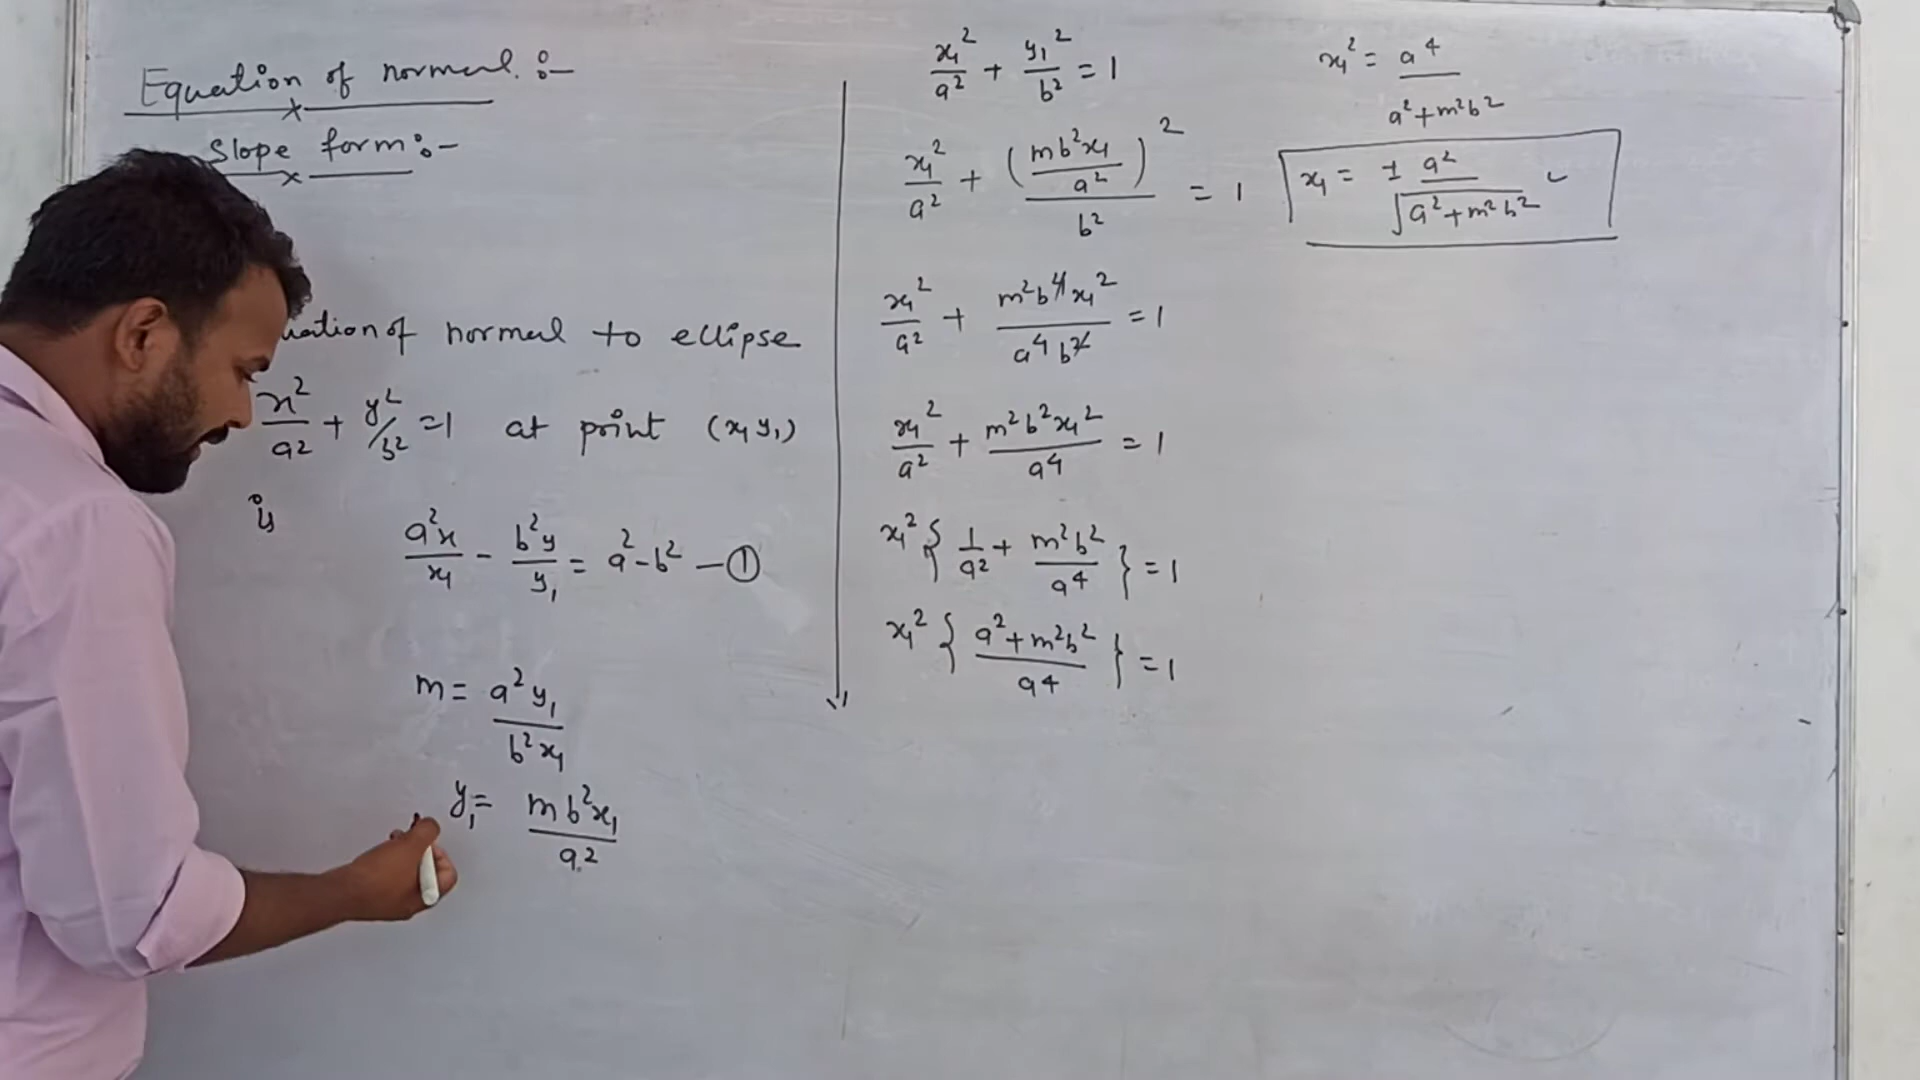 Equation of normal :-
Slope form :-
uation of normal to ellipse
x²/a² + y²/b² = 1 at print (x₁ y₁)
is
a²x/x₁ - b²y/y₁ = a² - b² — ①
m = a²y₁/b²x₁
y₁ = mb²x₁/a²
x₁²/a² + y₁²/b² = 1
x₁²/a² + (mb²x₁/a²)²/b² = 1
x₁²/a² + m²b⁴x₁²/a⁴b² = 1
x₁²/a² + m²b²x₁²/a⁴ = 1
x₁² { 1/a² + m²b²/a⁴ } = 1
x₁² { a²+m²b²/a⁴ } = 1
x₁² = a⁴/a²+m²b²
x₁ = ± a²/√a²+m²b²